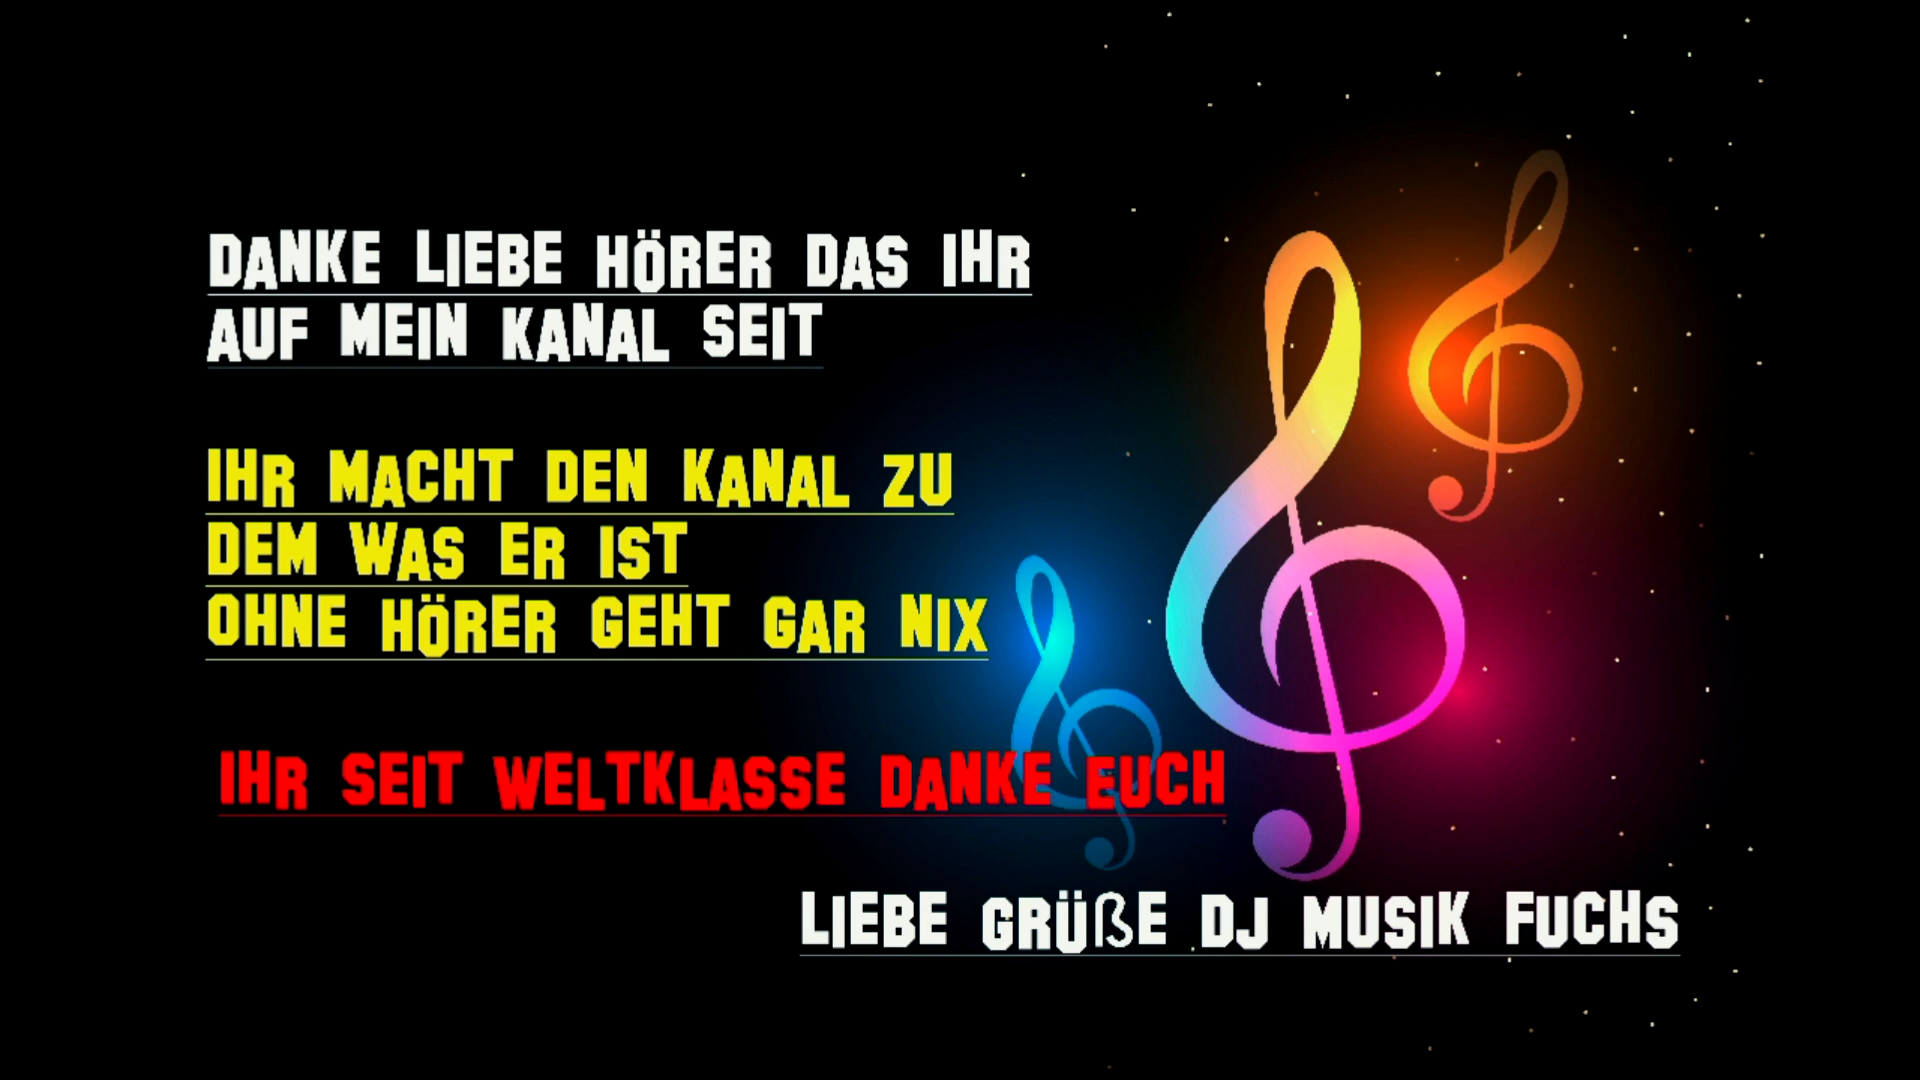 DANKE LIEBE HÖRER DAS IHR
AUF MEIN KANAL SEIT
IHR MACHT DEN KANAL ZU
DEM WAS ER IST
OHNE HÖRER GEHT GAR NIX
IHR SEIT WELTKLASSE DANKE EUCH
LIEBE GRÜßE DJ MUSIK FUCHS